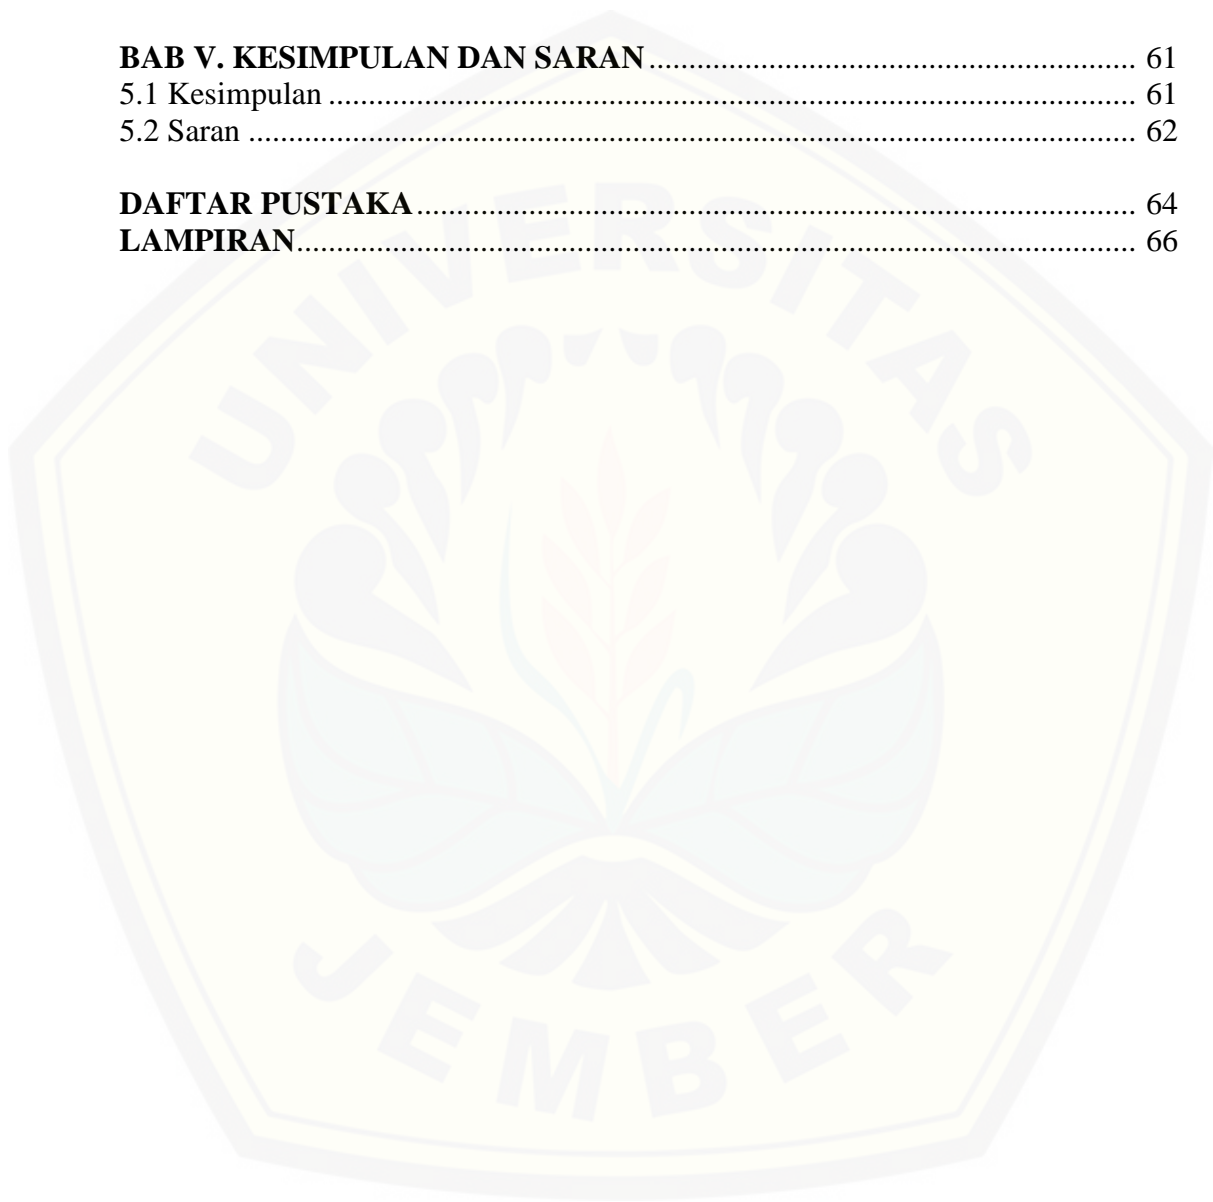 BAB V. KESIMPULAN DAN SARAN ............................................................. 61
5.1 Kesimpulan ..................................................................................................... 61
5.2 Saran ............................................................................................................... 62
DAFTAR PUSTAKA .......................................................................................... 64
LAMPIRAN ......................................................................................................... 66
UNIVERSITAS
JEMBER